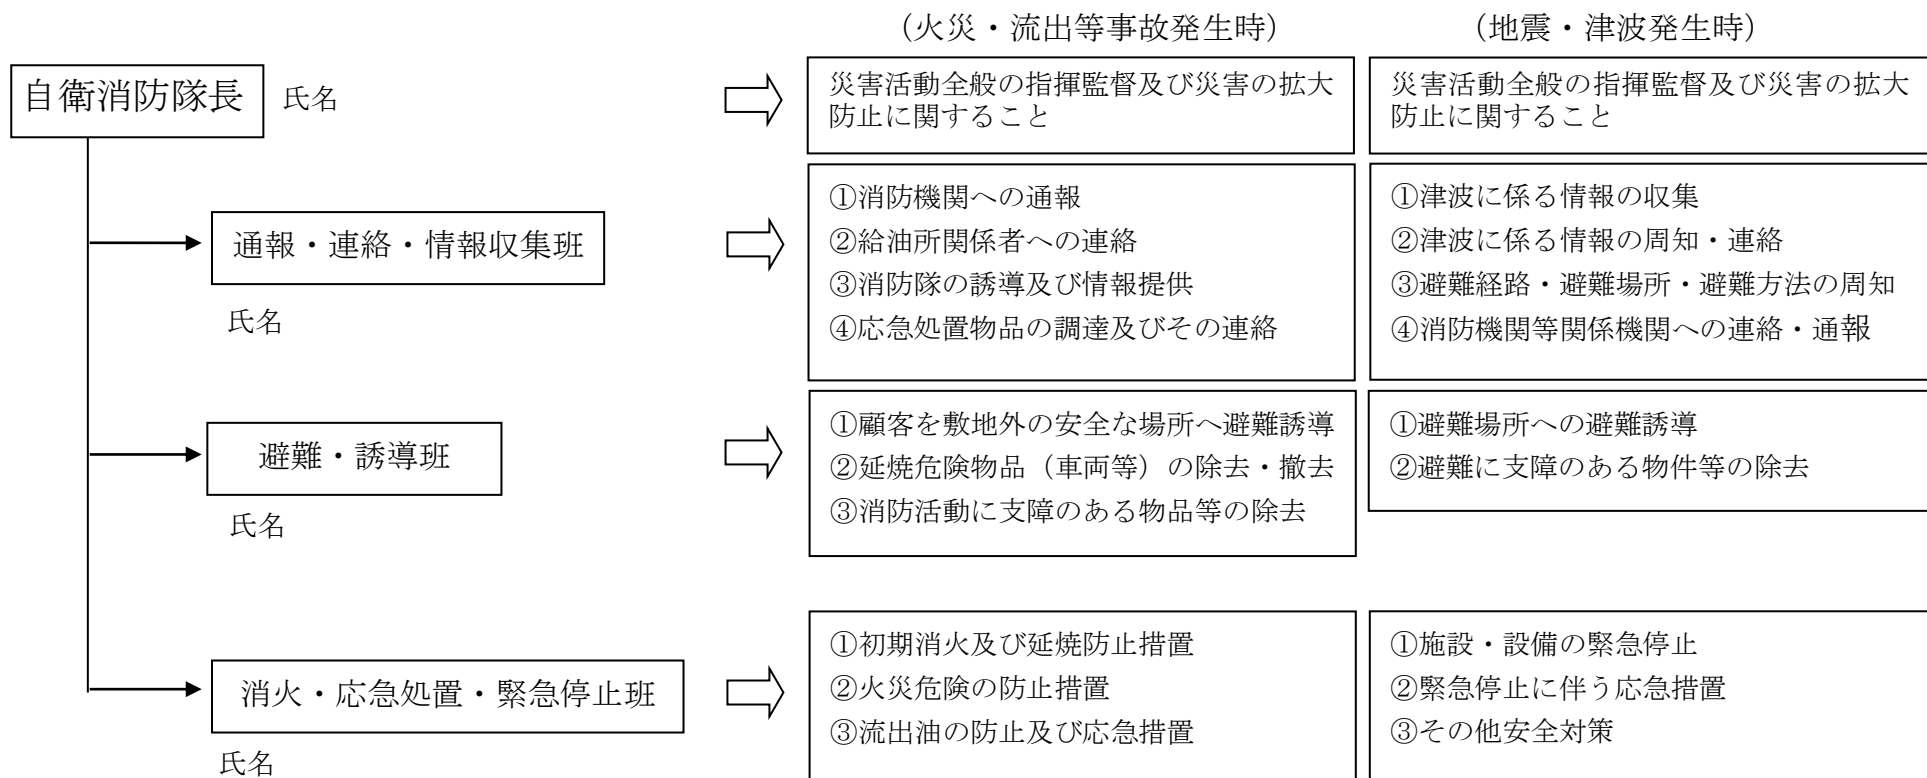 （火災・流出等事故発生時）
（地震・津波発生時）
自衛消防隊長
氏名
災害活動全般の指揮監督及び災害の拡大
防止に関すること
災害活動全般の指揮監督及び災害の拡大
防止に関すること
通報・連絡・情報収集班
氏名
①消防機関への通報
②給油所関係者への連絡
③消防隊の誘導及び情報提供
④応急処置物品の調達及びその連絡
①津波に係る情報の収集
②津波に係る情報の周知・連絡
③避難経路・避難場所・避難方法の周知
④消防機関等関係機関への連絡・通報
避難・誘導班
氏名
①顧客を敷地外の安全な場所へ避難誘導
②延焼危険物品（車両等）の除去・撤去
③消防活動に支障のある物品等の除去
①避難場所への避難誘導
②避難に支障のある物件等の除去
消火・応急処置・緊急停止班
氏名
①初期消火及び延焼防止措置
②火災危険の防止措置
③流出油の防止及び応急措置
①施設・設備の緊急停止
②緊急停止に伴う応急措置
③その他安全対策